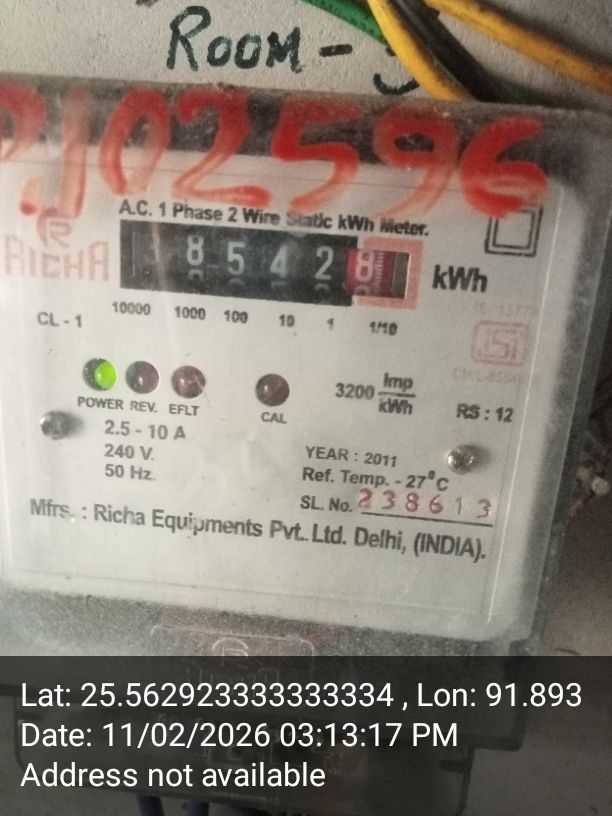 ROOM -
J02596
A.C. 1 Phase 2 Wire Static kWh Meter.
RICHA
8 5 4 2 8 kWh
CL - 1
10000 1000 100 10 1 1/10
3200 Imp/kWh
POWER REV. EFLT CAL
RS : 12
2.5 - 10 A
240 V.
50 Hz.
YEAR : 2011
Ref. Temp. - 27°C
SL. No. 238613
Mfrs. : Richa Equipments Pvt. Ltd. Delhi, (INDIA).
Lat: 25.562923333333334 , Lon: 91.893
Date: 11/02/2026 03:13:17 PM
Address not available